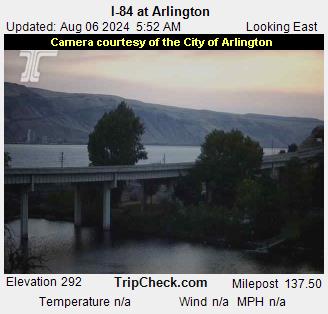 I-84 at Arlington
Updated: Aug 06 2024 5:52 AM Looking East
Camera courtesy of the City of Arlington
Elevation 292 TripCheck.com Milepost 137.50
Temperature n/a Wind n/a MPH n/a